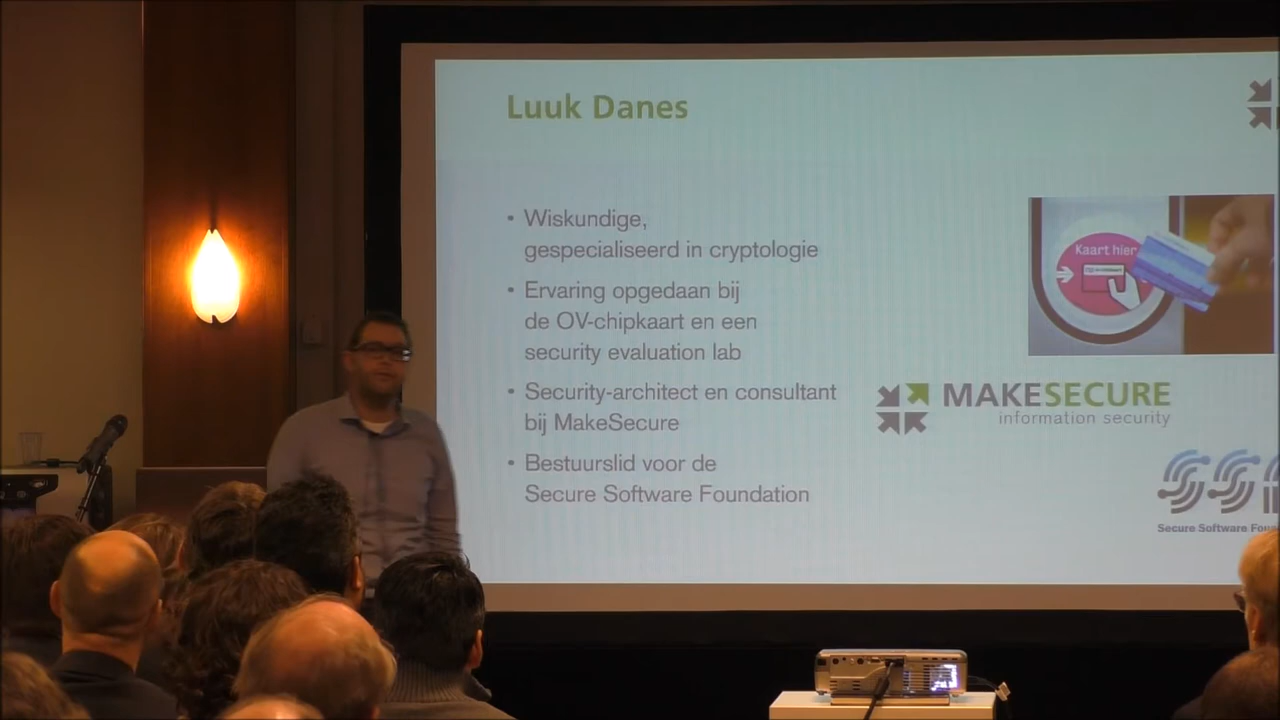 Luuk Danes
• Wiskundige,
gespecialiseerd in cryptologie
• Ervaring opgedaan bij
de OV-chipkaart en een
security evaluation lab
• Security-architect en consultant
bij MakeSecure
• Bestuurslid voor de
Secure Software Foundation
Kaart hier
MAKESECURE
information security
SSF
Secure Software Foun